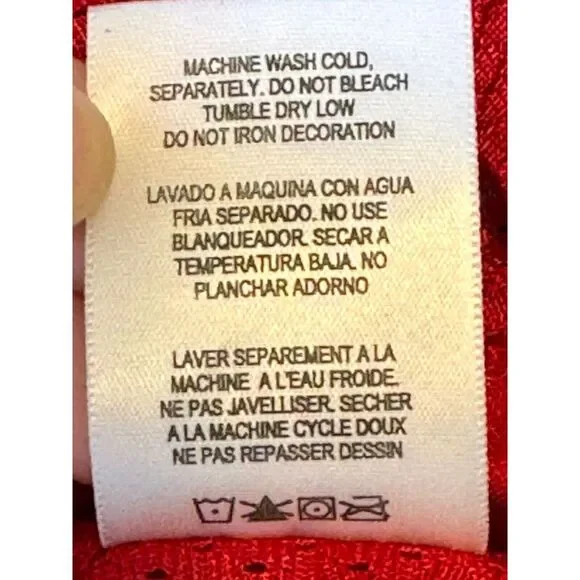 MACHINE WASH COLD,
SEPARATELY. DO NOT BLEACH
TUMBLE DRY LOW
DO NOT IRON DECORATION
LAVADO A MAQUINA CON AGUA
FRIA SEPARADO. NO USE
BLANQUEADOR. SECAR A
TEMPERATURA BAJA. NO
PLANCHAR ADORNO
LAVER SEPAREMENT A LA
MACHINE A L'EAU FROIDE.
NE PAS JAVELLISER. SECHER
A LA MACHINE CYCLE DOUX
NE PAS REPASSER DESSIN